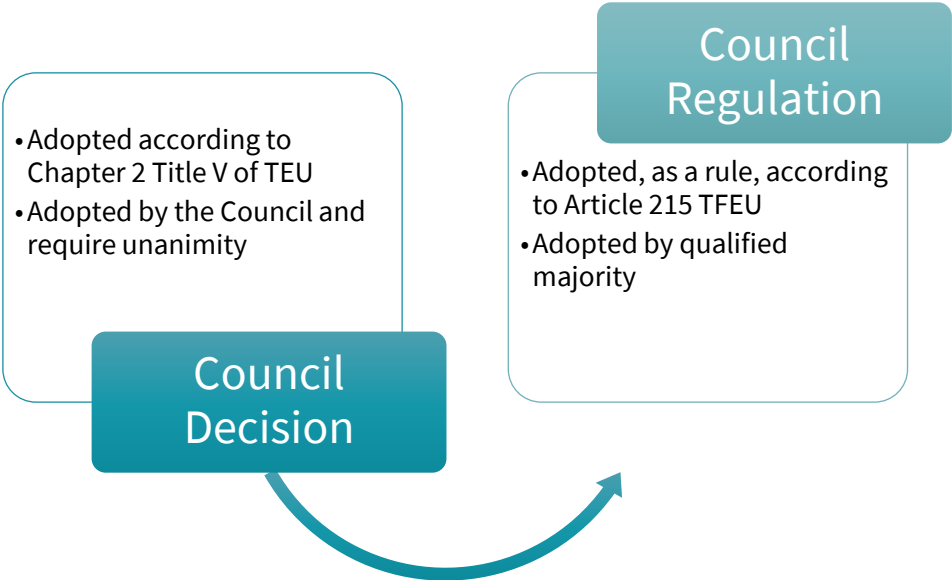 • Adopted according to
Chapter 2 Title V of TEU
• Adopted by the Council and
require unanimity
Council
Decision
Council
Regulation
• Adopted, as a rule, according
to Article 215 TFEU
• Adopted by qualified
majority